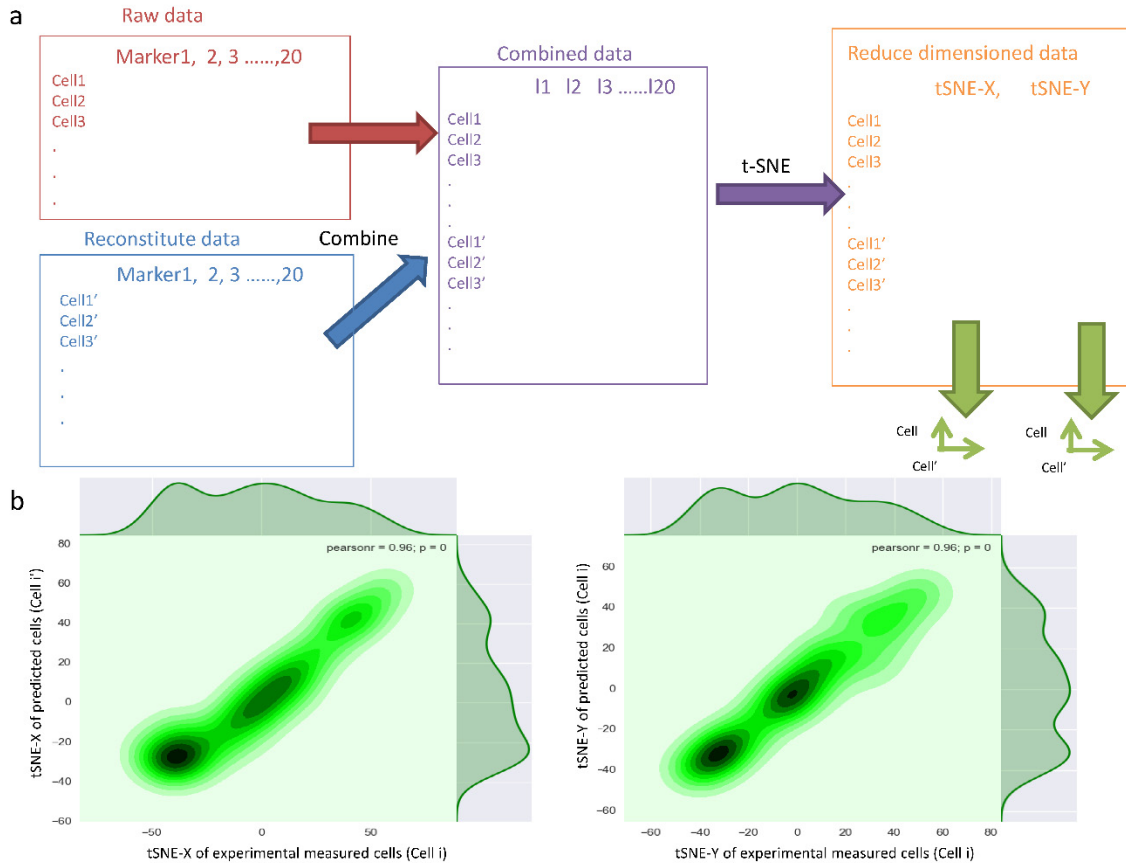 a
Raw data
Marker1, 2, 3 ......,20
Cell1
Cell2
Cell3
.
.
.
Reconstitute data
Marker1, 2, 3 ......,20
Cell1'
Cell2'
Cell3'
.
.
.
Combine
Combined data
I1 I2 I3 ......I20
Cell1
Cell2
Cell3
.
.
.
Cell1'
Cell2'
Cell3'
.
.
.
t-SNE
Reduce dimensioned data
tSNE-X, tSNE-Y
Cell1
Cell2
Cell3
.
.
.
Cell1'
Cell2'
Cell3'
.
.
.
Cell
Cell'
Cell
Cell'
b
pearsonr = 0.96; p = 0
80
60
40
20
0
−20
−40
−60
−50 0 50
tSNE-X of predicted cells (Cell i')
tSNE-X of experimental measured cells (Cell i)
pearsonr = 0.96; p = 0
60
40
20
0
−20
−40
−60
−60 −40 −20 0 20 40 60 80
tSNE-Y of predicted cells (Cell i)
tSNE-Y of experimental measured cells (Cell i)